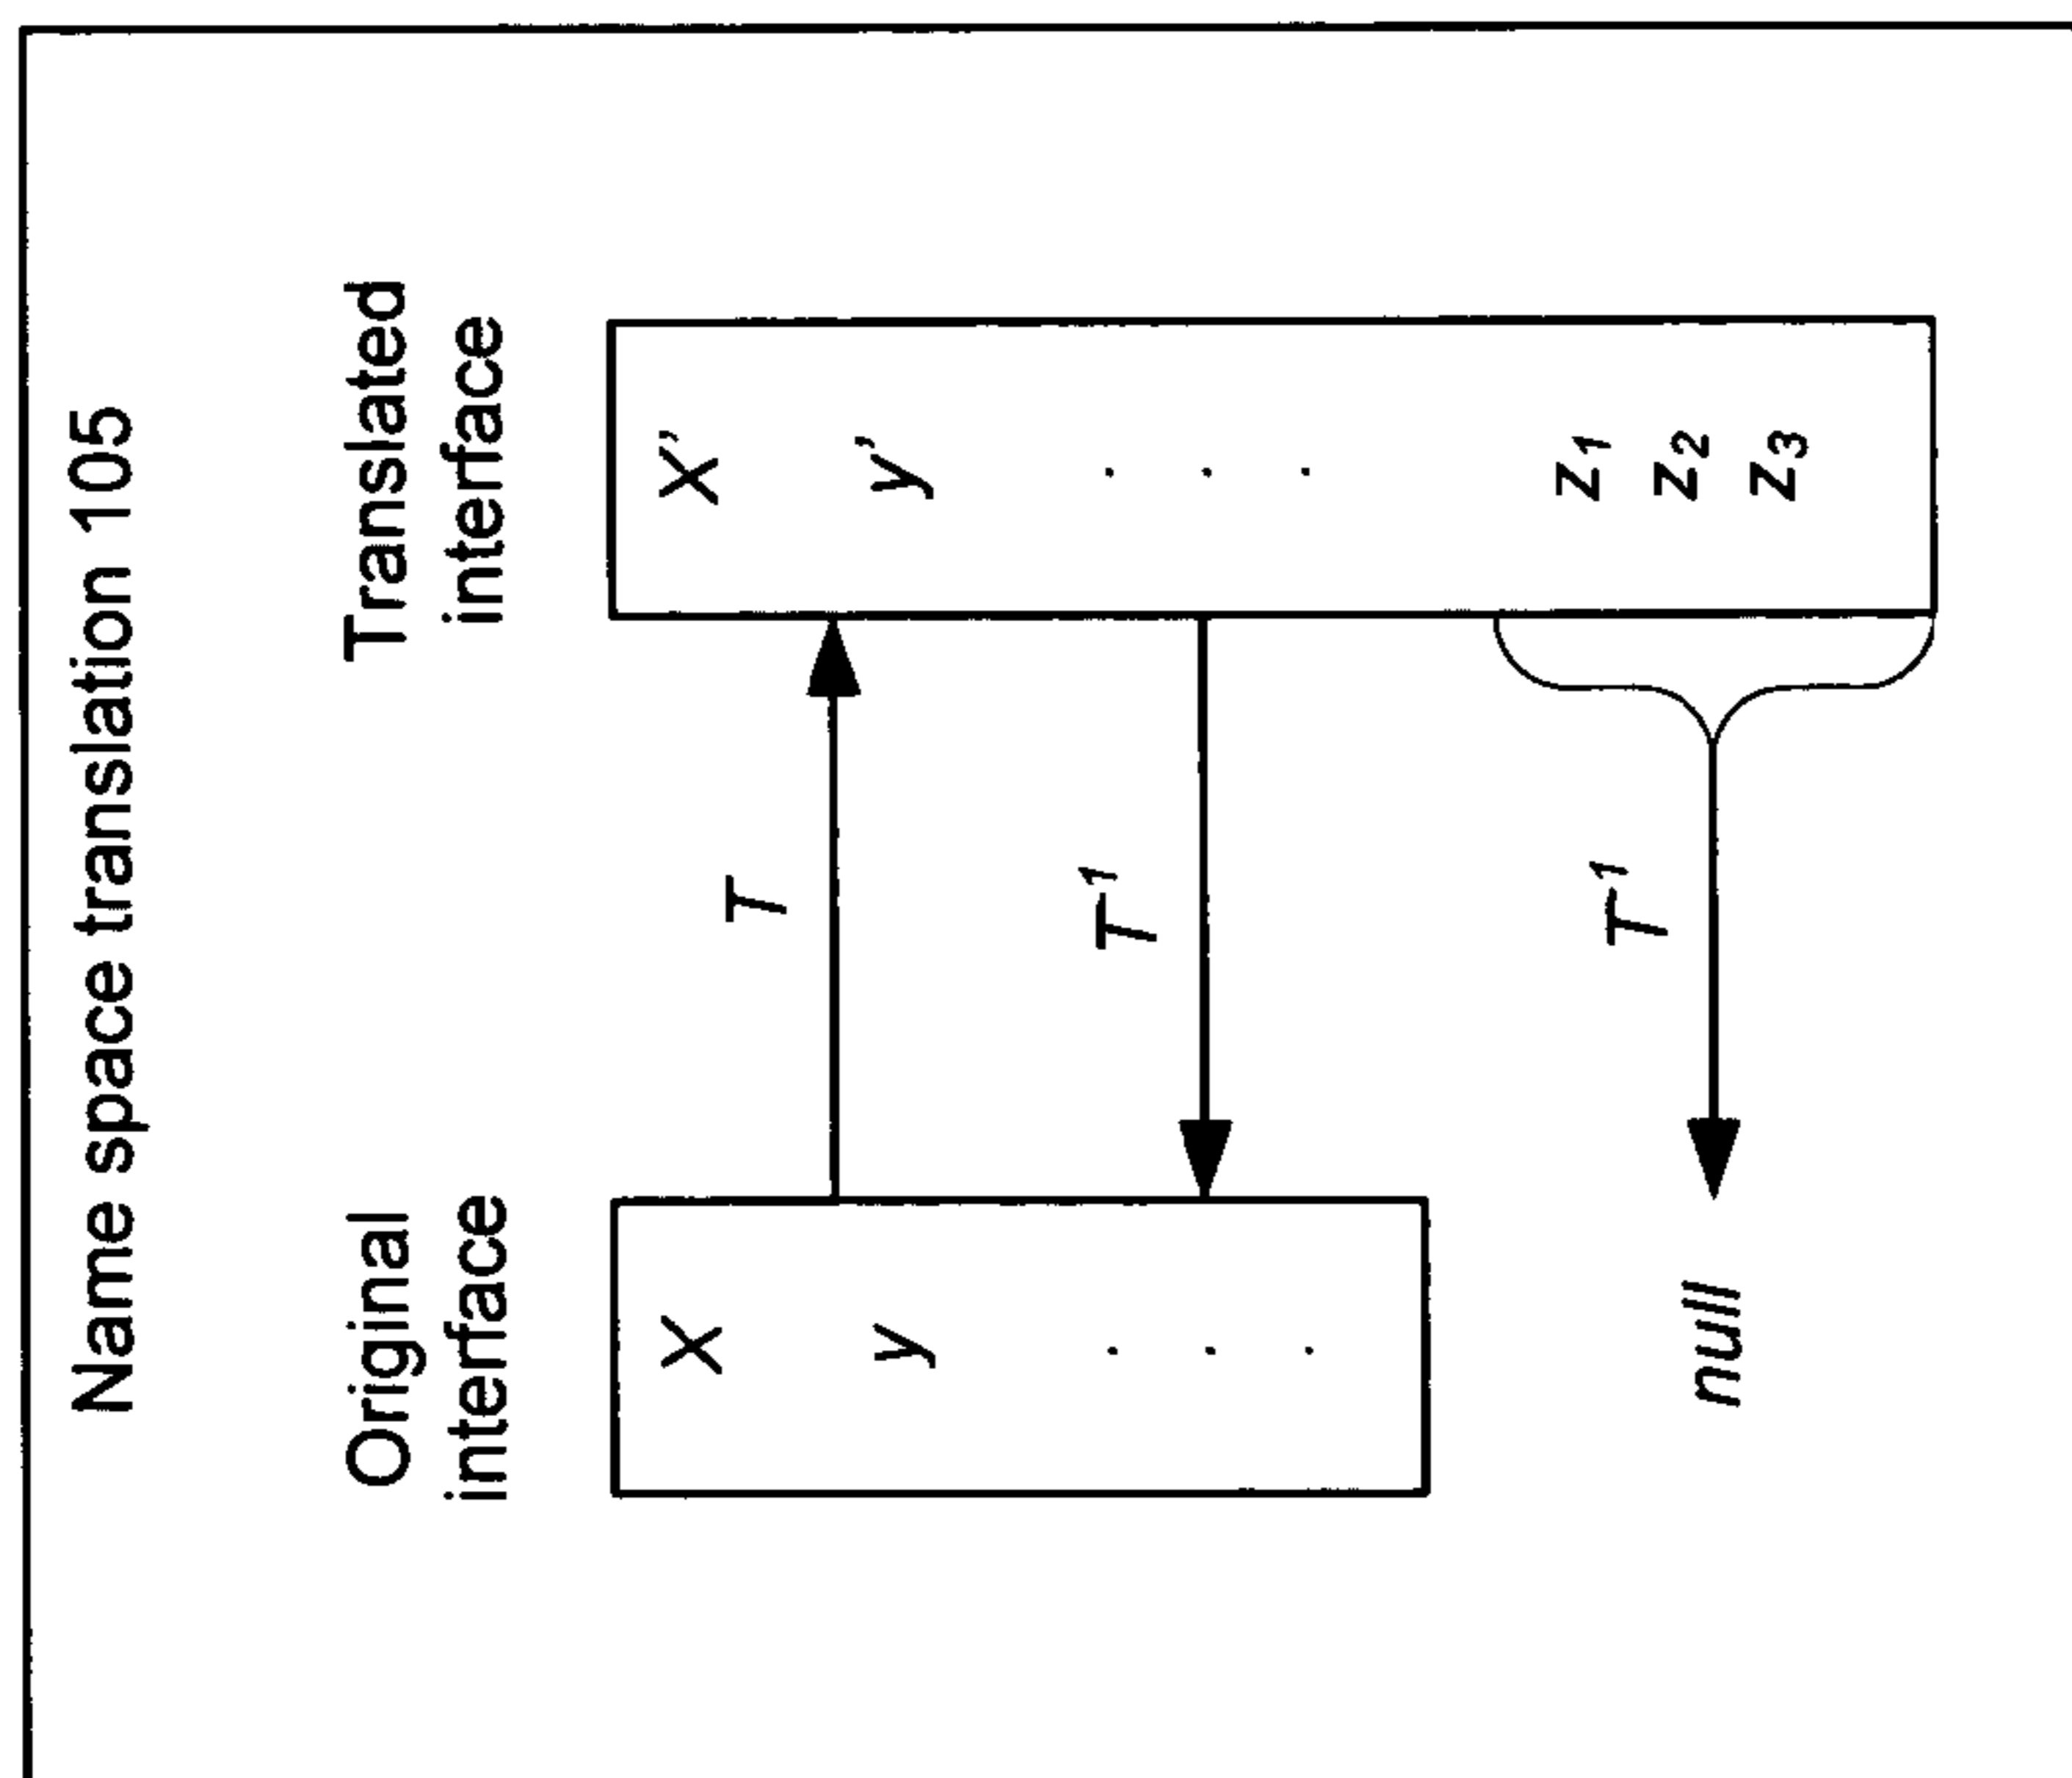 Name space translation 105
Original
interface
Translated
interface
X
T
X'
y
y'
.
.
.
T-1
.
.
.
null
T-1
z1
z2
z3